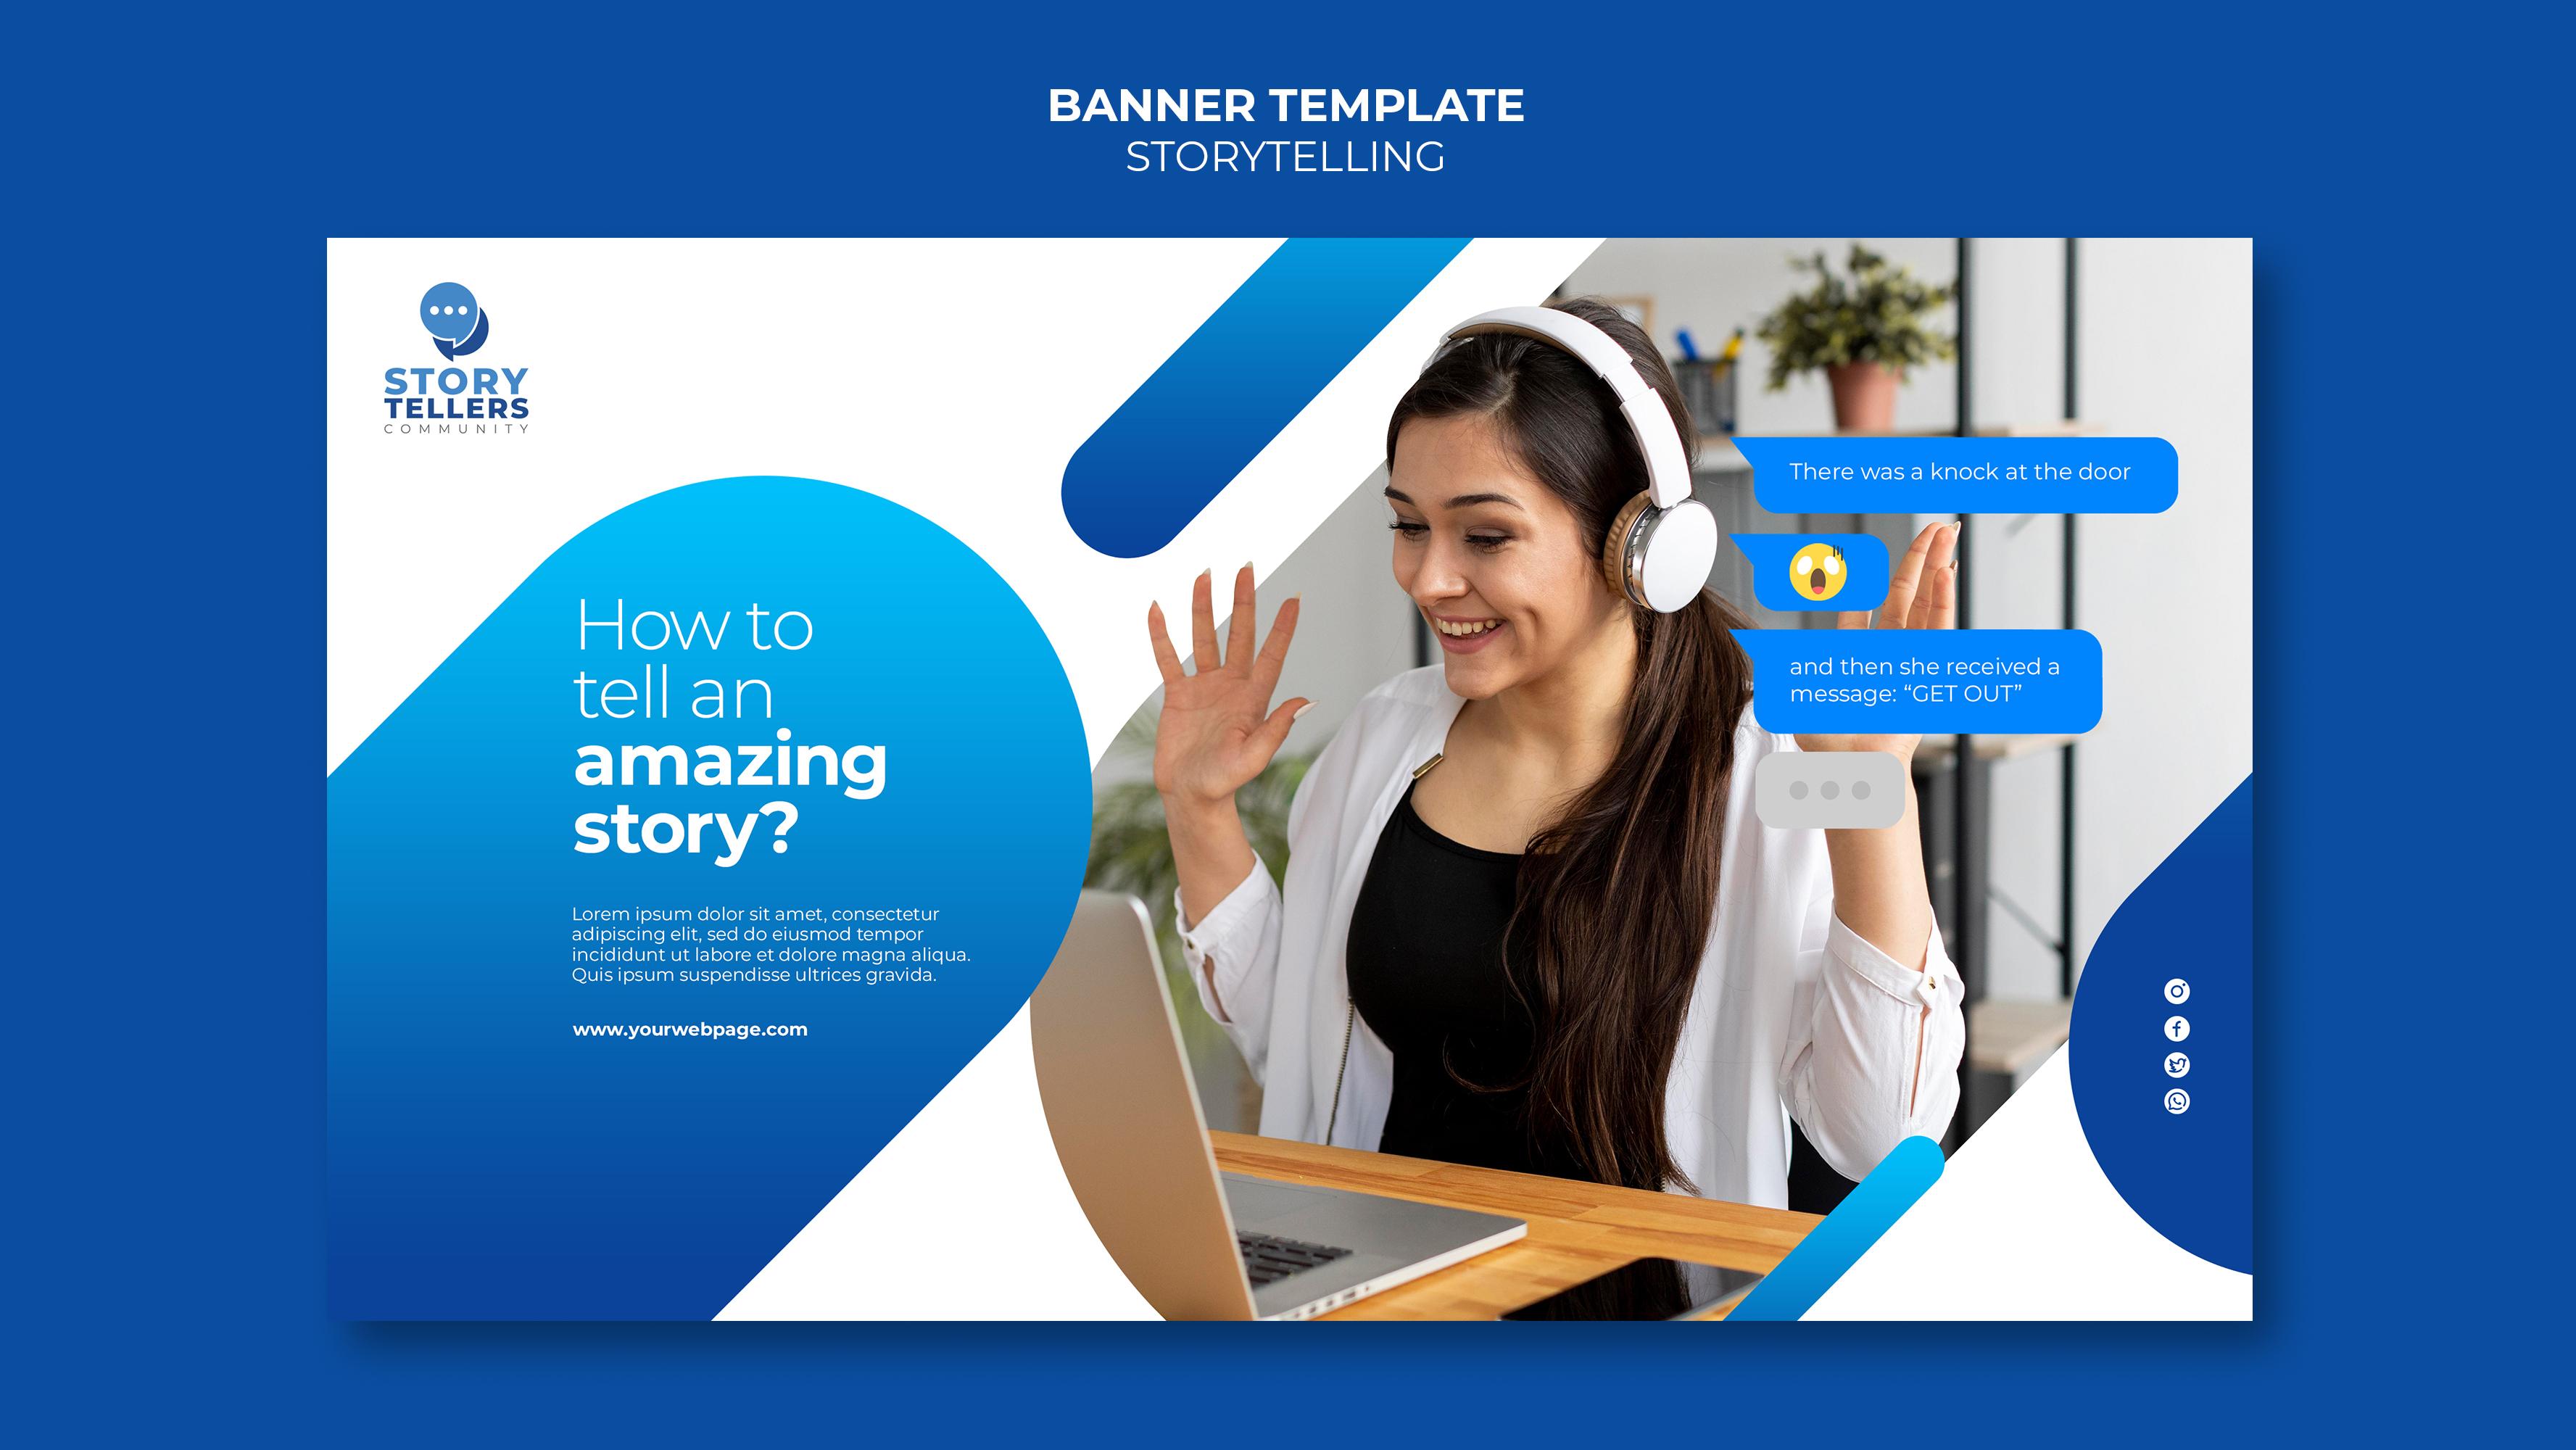 BANNER TEMPLATE
STORYTELLING
STORY
TELLERS
COMMUNITY
How to
tell an
amazing
story?
Lorem ipsum dolor sit amet, consectetur
adipiscing elit, sed do eiusmod tempor
incididunt ut labore et dolore magna aliqua.
Quis ipsum suspendisse ultrices gravida.
www.yourwebpage.com
There was a knock at the door
and then she received a
message: “GET OUT”